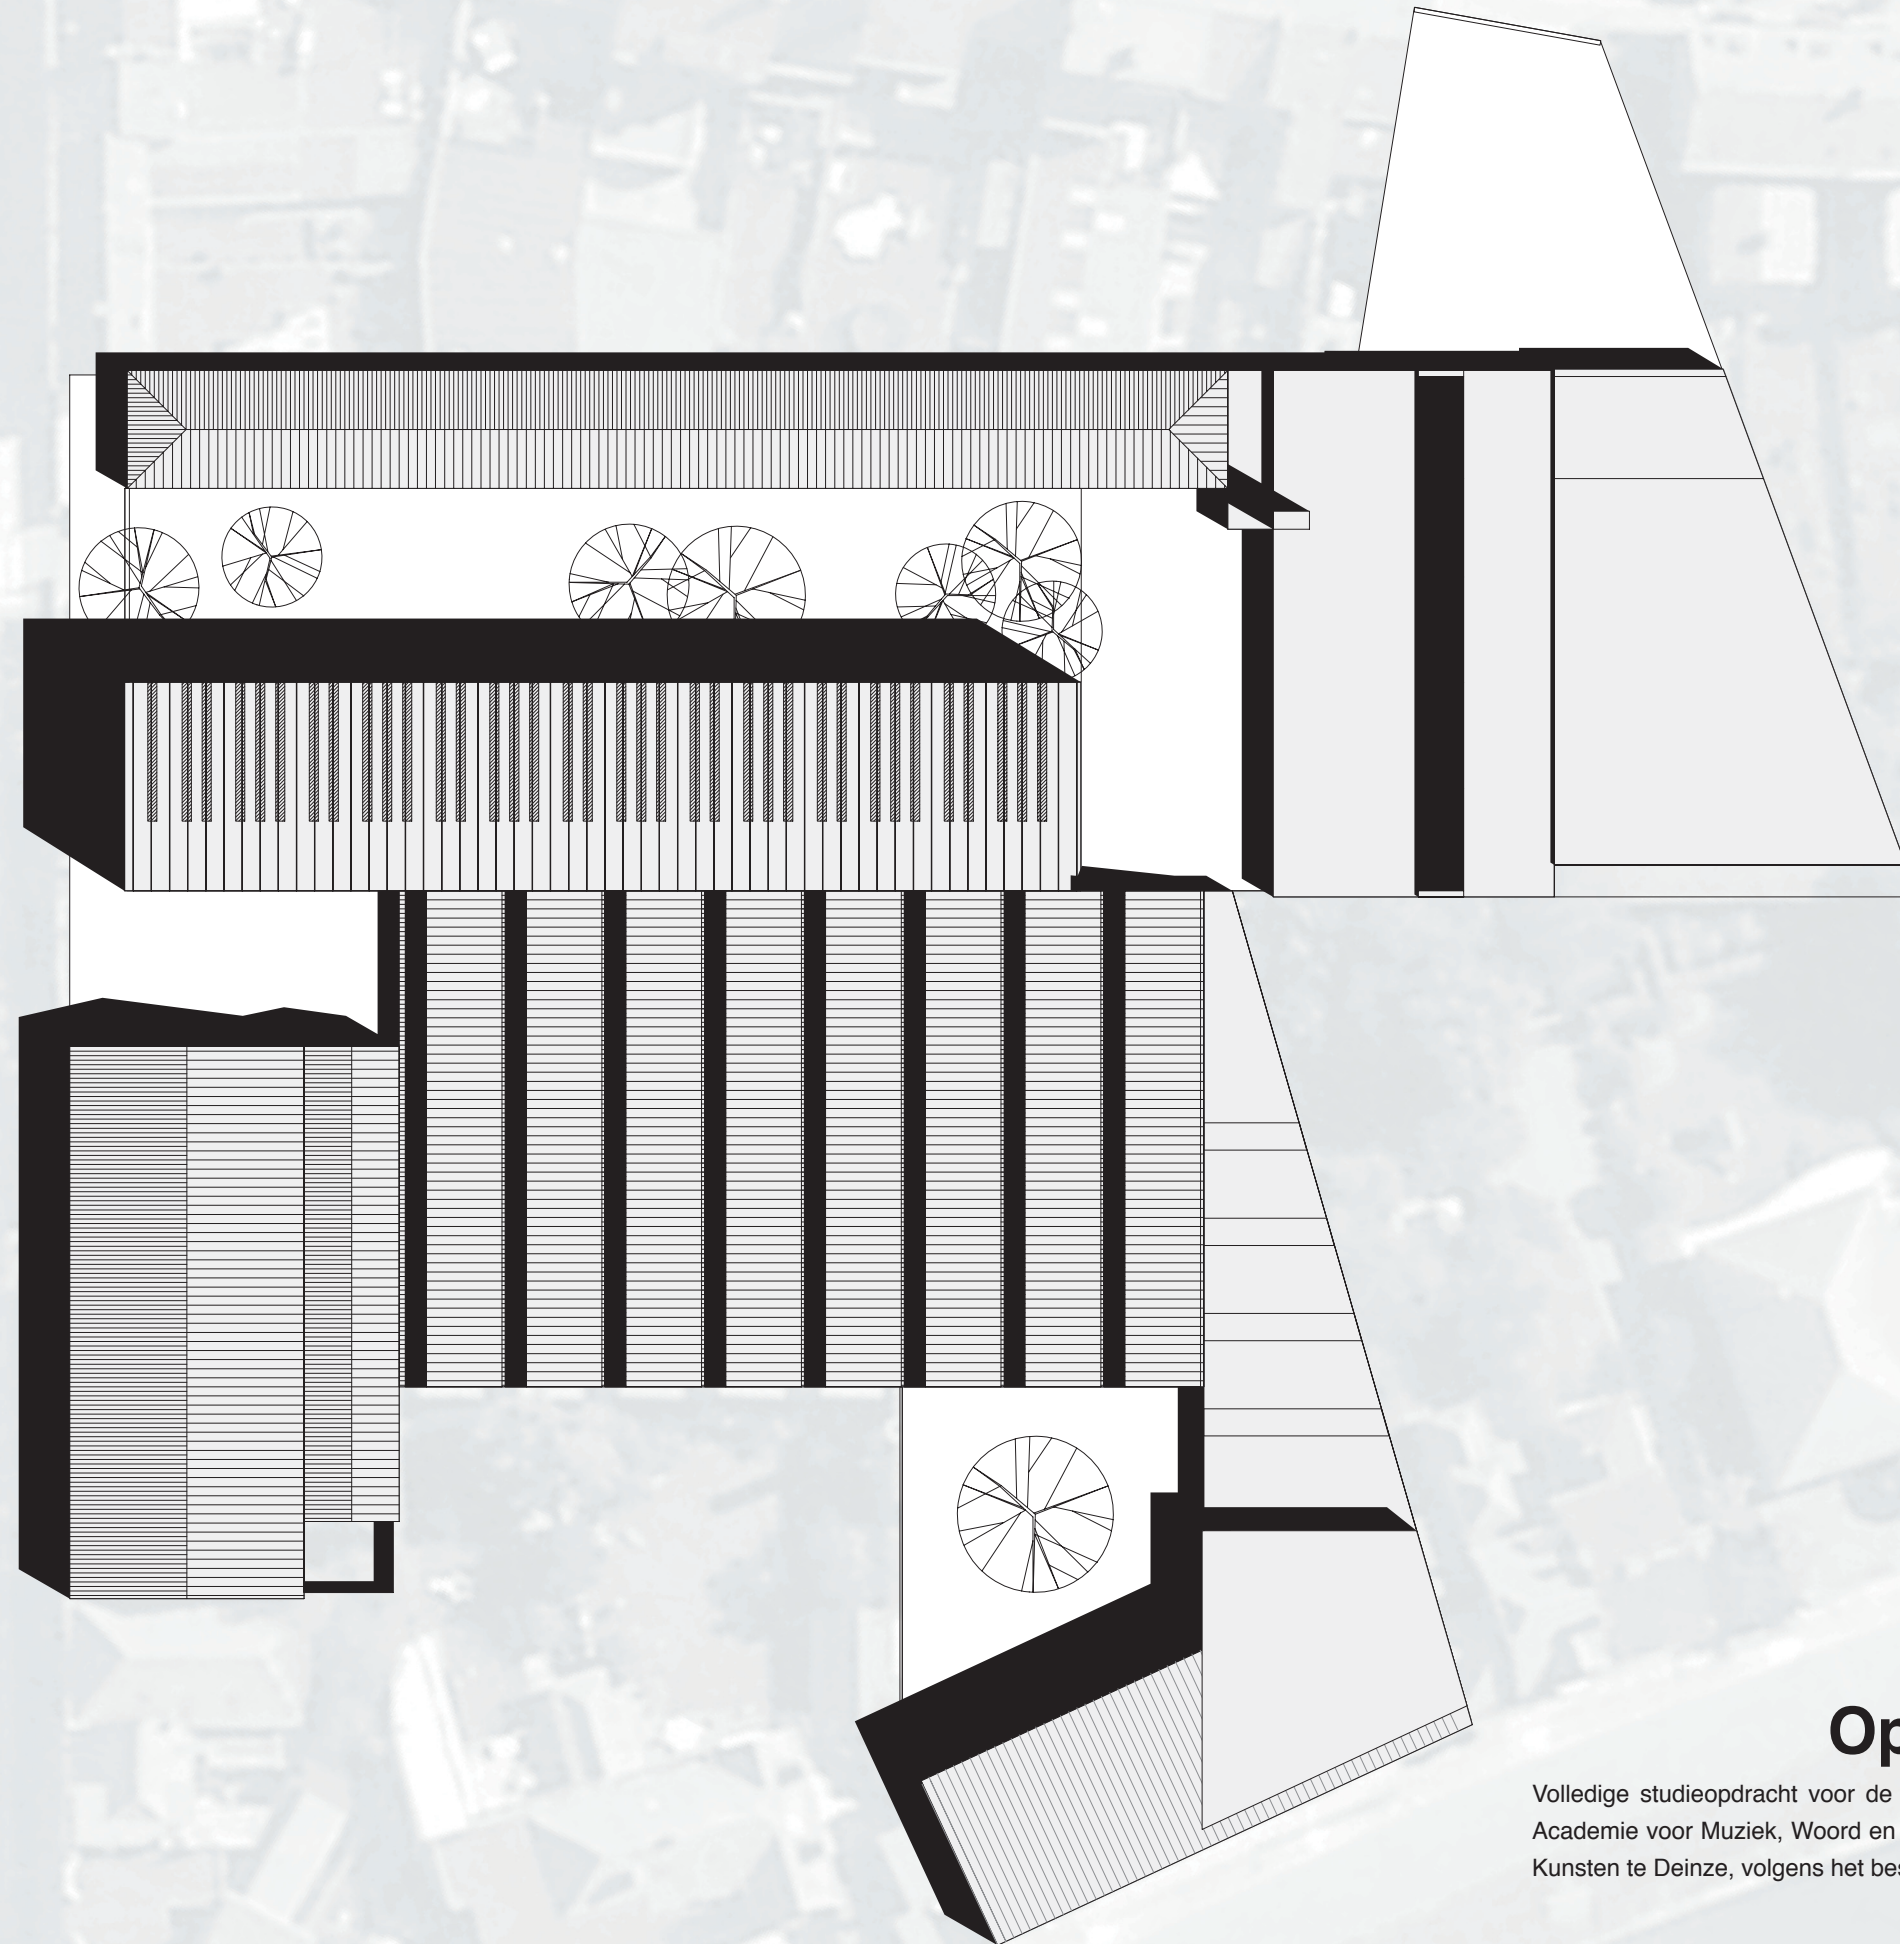 Op
Volledige studieopdracht voor de
Academie voor Muziek, Woord en
Kunsten te Deinze, volgens het bes